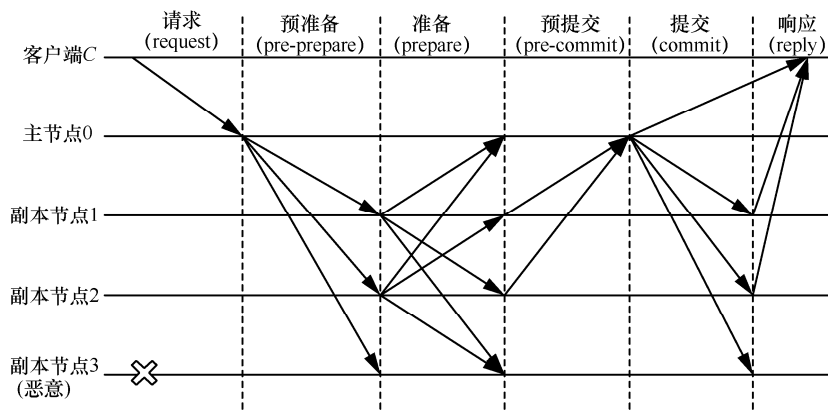 请求 预准备 准备 预提交 提交 响应
(request) (pre-prepare) (prepare) (pre-commit) (commit) (reply)
客户端C
主节点0
副本节点1
副本节点2
副本节点3
(恶意)